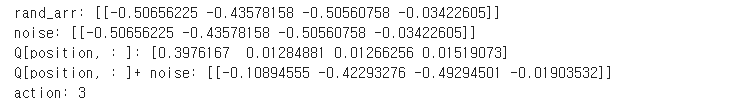 rand_arr: [[-0.50656225 -0.43578158 -0.50560758 -0.03422605]]
noise: [[-0.50656225 -0.43578158 -0.50560758 -0.03422605]]
Q[position, : ]: [0.3976167  0.01284881 0.01266256 0.01519073]
Q[position, : ]+ noise: [[-0.10894555 -0.42293276 -0.49294501 -0.01903532]]
action: 3